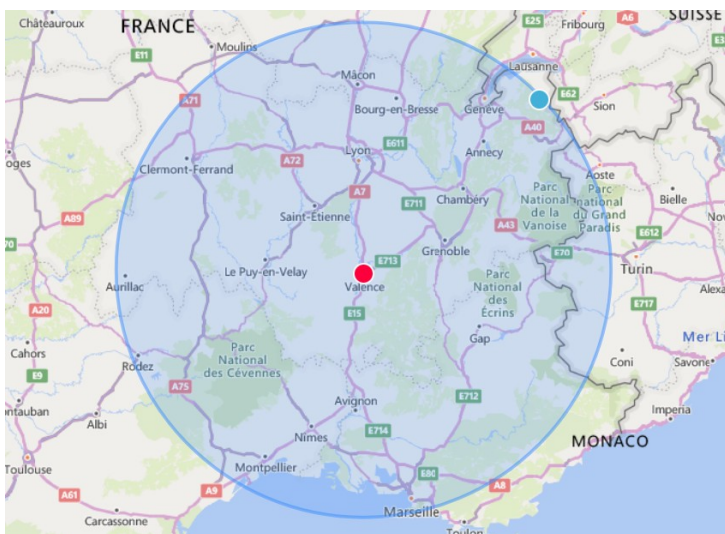 Châteauroux
FRANCE
Moulins
E25
Fribourg
A6
SUISSE
E11
Lausanne
A71
Mâcon
Bourg-en-Bresse
Genève
E62
Sion
E611
A40
Lyon
Annecy
Clermont-Ferrand
A72
oges
A7
Aoste
Chambéry
Parc
National
de la
Vanoise
Parc
National
du Grand
Paradis
Bielle
A89
Saint-Étienne
E711
A43
E612
Grenoble
E70
Le Puy-en-Velay
E713
Turin
Aurillac
Valence
Parc
National
des
Écrins
E717
Alexa
A20
E15
Gap
Mer Li
Cahors
Parc
National
des Cévennes
Rodez
Coni
Savone
E9
A75
E712
Imperia
ntauban
Albi
Avignon
Nîmes
E714
MONACO
Toulouse
Montpellier
E80
A8
A61
A9
Marseille
Carcassonne
Toulon